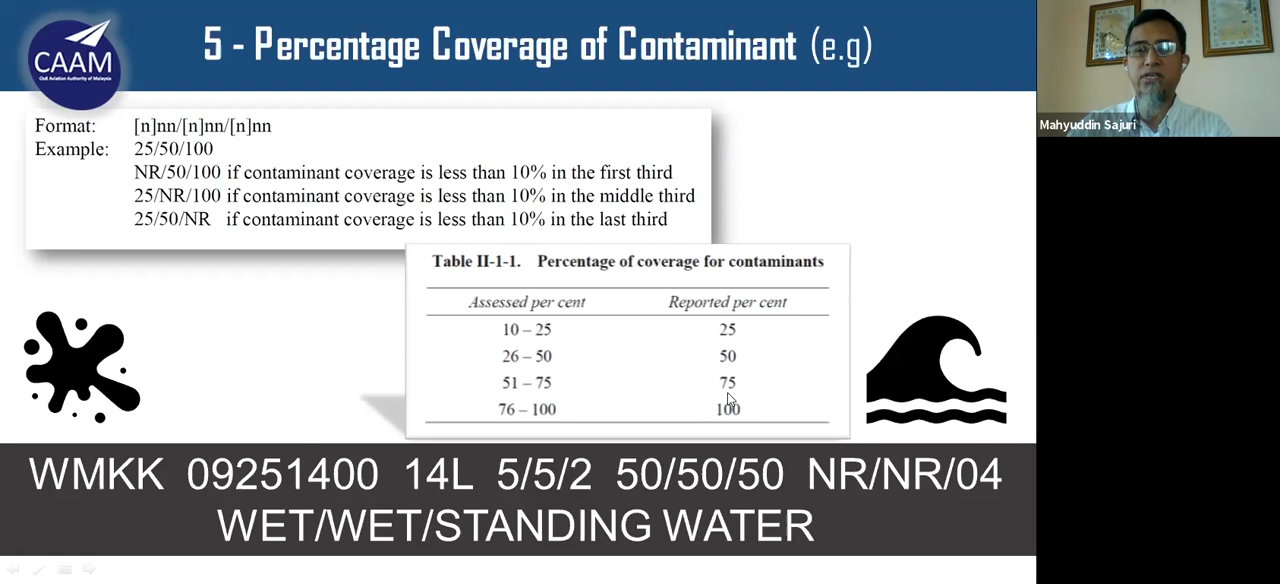 5 - Percentage Coverage of Contaminant (e.g)
CAAM
Civil Aviation Authority of Malaysia
Mahyuddin Sajuri
Format: [n]nn/[n]nn/[n]nn
Example: 25/50/100
NR/50/100 if contaminant coverage is less than 10% in the first third
25/NR/100 if contaminant coverage is less than 10% in the middle third
25/50/NR if contaminant coverage is less than 10% in the last third
Table II-1-1. Percentage of coverage for contaminants
Assessed per cent Reported per cent
10 – 25 25
26 – 50 50
51 – 75 75
76 – 100 100
WMKK 09251400 14L 5/5/2 50/50/50 NR/NR/04
WET/WET/STANDING WATER